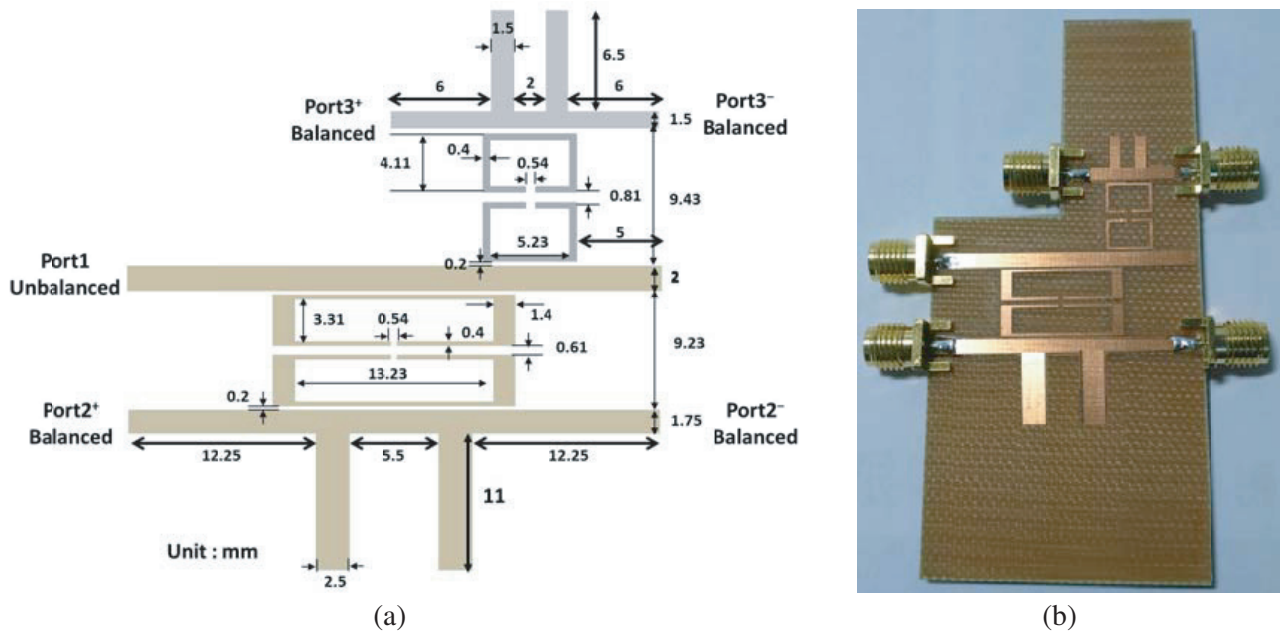 1.5
6.5
6
2
6
Port3⁺
Balanced
Port3⁻
Balanced
1.5
0.4
0.54
4.11
0.81
9.43
5
5.23
0.2
Port1
Unbalanced
2
3.31
0.54
0.4
1.4
0.61
9.23
13.23
0.2
Port2⁺
Balanced
Port2⁻
Balanced
1.75
12.25
5.5
12.25
11
Unit : mm
2.5
(a)
(b)